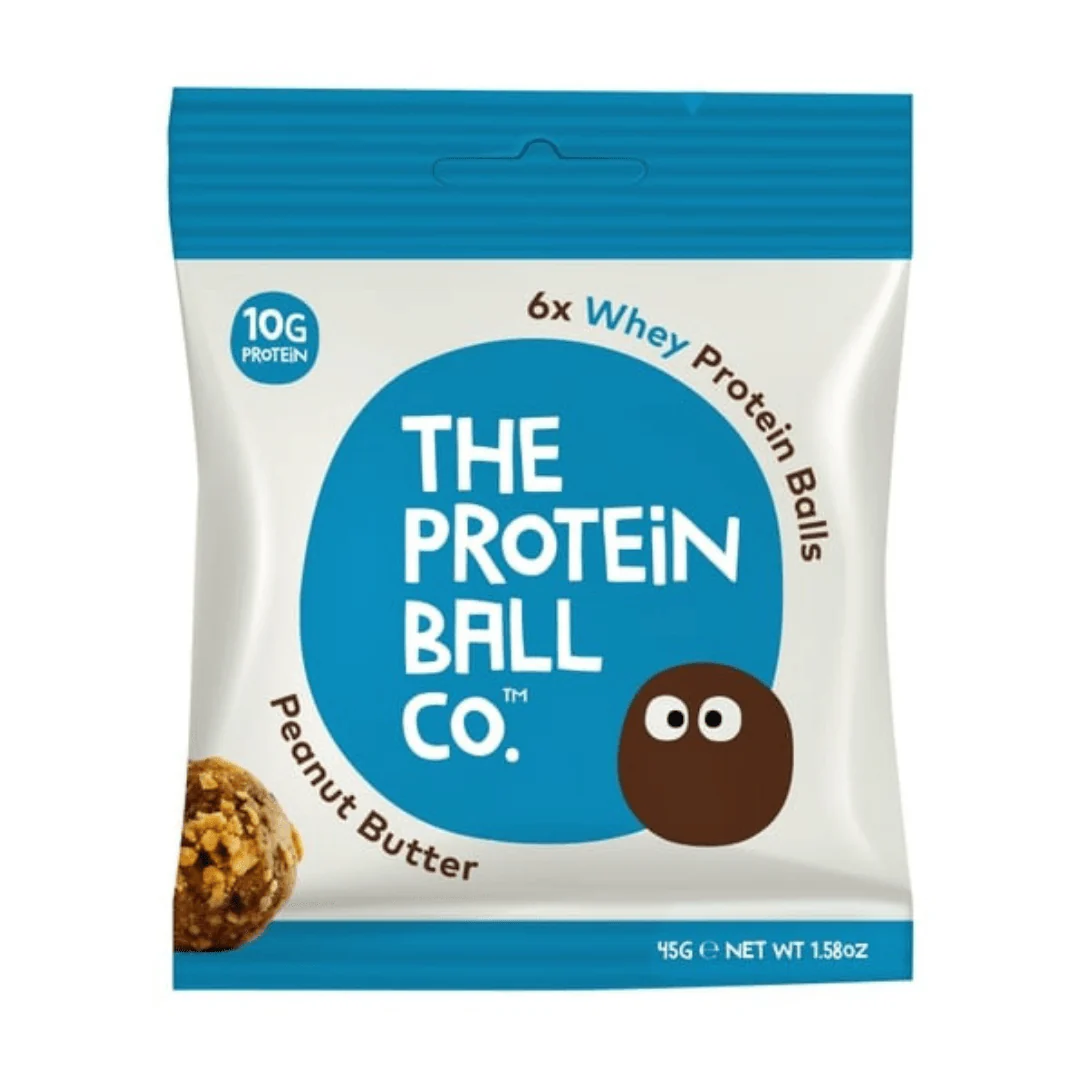 10G
PROTEiN
6x Whey Protein Balls
THE
PROTEiN
BALL
CO.™
Peanut Butter
45G ℮ NET WT 1.58OZ